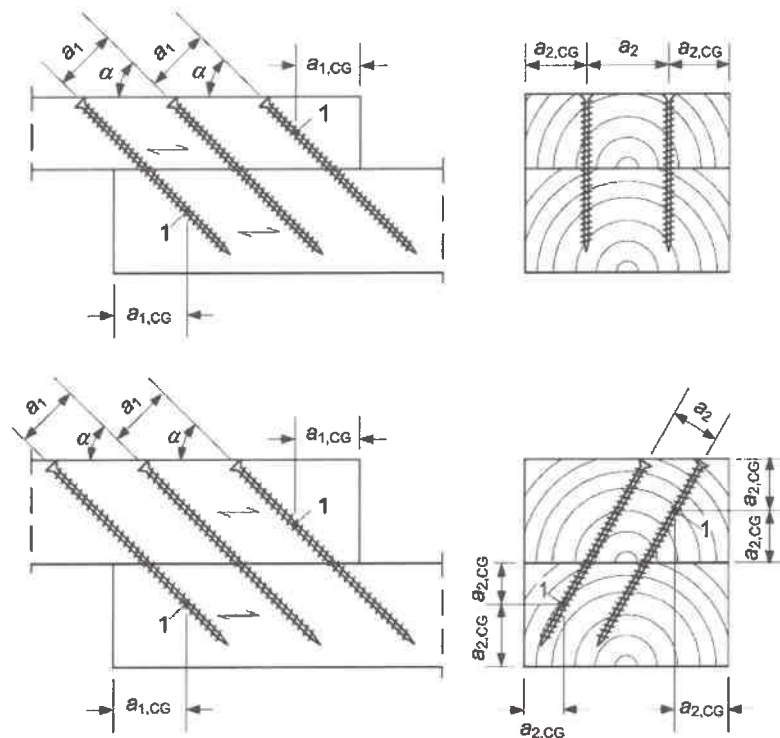 a₁ α a₁ α a₁,CG
1
1
a₁,CG
a₂,CG a₂ a₂,CG
a₁ α a₁ α a₁,CG
1
1
a₁,CG
a₂
a₂,CG
1
a₂,CG
a₂,CG
1
a₂,CG
a₂,CG a₂,CG